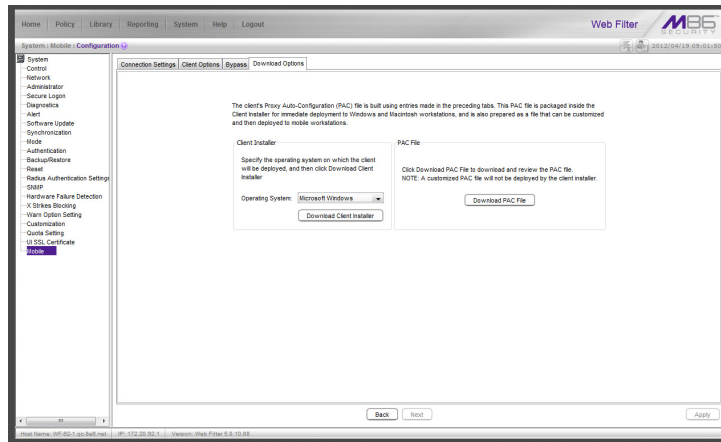 Home Policy Library Reporting System Help Logout
Web Filter
M86
SECURITY
System : Mobile : Configuration
2012/04/19 09:01:50
System
Control
Network
Administrator
Secure Logon
Diagnostics
Alert
Software Update
Synchronization
Mode
Authentication
Backup/Restore
Reset
Radius Authentication Settings
SNMP
Hardware Failure Detection
X Strikes Blocking
Warn Option Setting
Customization
Quota Setting
UI SSL Certificate
Mobile
Connection Settings Client Options Bypass Download Options
The client's Proxy Auto-Configuration (PAC) file is built using entries made in the preceding tabs. This PAC file is packaged inside the
Client Installer for immediate deployment to Windows and Macintosh workstations, and is also prepared as a file that can be customized
and then deployed to mobile workstations.
Client Installer
Specify the operating system on which the client
will be deployed, and then click Download Client
Installer
Operating System: Microsoft Windows
Download Client Installer
PAC File
Click Download PAC File to download and review the PAC file.
NOTE: A customized PAC file will not be deployed by the client installer.
Download PAC File
Back Next Apply
Host Name: WF-92-1.qc.8e6.net IP: 172.20.92.1 Version: Web Filter 5.0.10.88